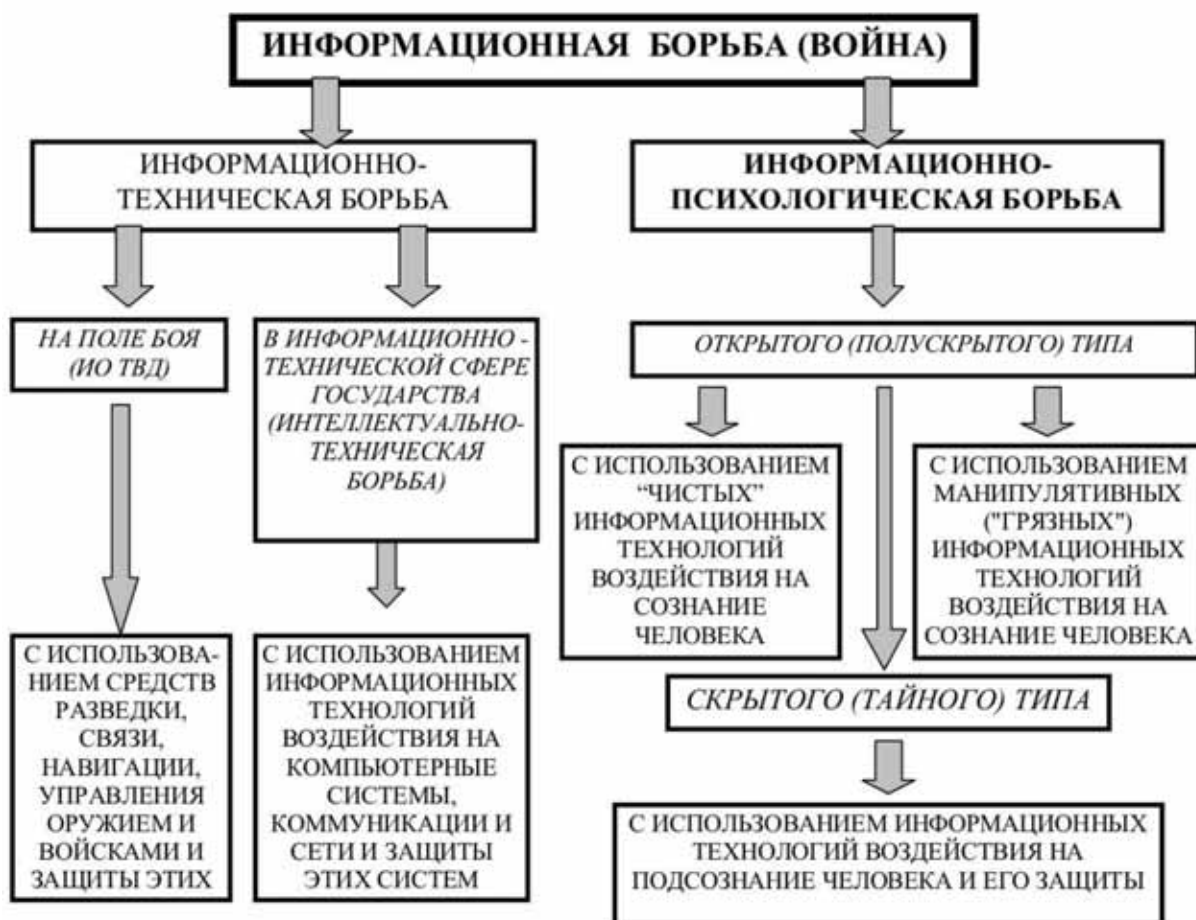 ИНФОРМАЦИОННАЯ БОРЬБА (ВОЙНА)
ИНФОРМАЦИОННО-
ТЕХНИЧЕСКАЯ БОРЬБА
ИНФОРМАЦИОННО-
ПСИХОЛОГИЧЕСКАЯ БОРЬБА
НА ПОЛЕ БОЯ
(ИО ТВД)
В ИНФОРМАЦИОННО -
ТЕХНИЧЕСКОЙ СФЕРЕ
ГОСУДАРСТВА
(ИНТЕЛЛЕКТУАЛЬНО-
ТЕХНИЧЕСКАЯ
БОРЬБА)
ОТКРЫТОГО (ПОЛУСКРЫТОГО) ТИПА
С ИСПОЛЬЗОВАНИЕМ
“ЧИСТЫХ”
ИНФОРМАЦИОННЫХ
ТЕХНОЛОГИЙ
ВОЗДЕЙСТВИЯ НА
СОЗНАНИЕ
ЧЕЛОВЕКА
С ИСПОЛЬЗОВАНИЕМ
МАНИПУЛЯТИВНЫХ
("ГРЯЗНЫХ")
ИНФОРМАЦИОННЫХ
ТЕХНОЛОГИЙ
ВОЗДЕЙСТВИЯ НА
СОЗНАНИЕ ЧЕЛОВЕКА
С ИСПОЛЬЗОВА-
НИЕМ СРЕДСТВ
РАЗВЕДКИ,
СВЯЗИ,
НАВИГАЦИИ,
УПРАВЛЕНИЯ
ОРУЖИЕМ И
ВОЙСКАМИ И
ЗАЩИТЫ ЭТИХ
С ИСПОЛЬЗОВАНИЕМ
ИНФОРМАЦИОННЫХ
ТЕХНОЛОГИЙ
ВОЗДЕЙСТВИЯ НА
КОМПЬЮТЕРНЫЕ
СИСТЕМЫ,
КОММУНИКАЦИИ И
СЕТИ И ЗАЩИТЫ
ЭТИХ СИСТЕМ
СКРЫТОГО (ТАЙНОГО) ТИПА
С ИСПОЛЬЗОВАНИЕМ ИНФОРМАЦИОННЫХ
ТЕХНОЛОГИЙ ВОЗДЕЙСТВИЯ НА
ПОДСОЗНАНИЕ ЧЕЛОВЕКА И ЕГО ЗАЩИТЫ